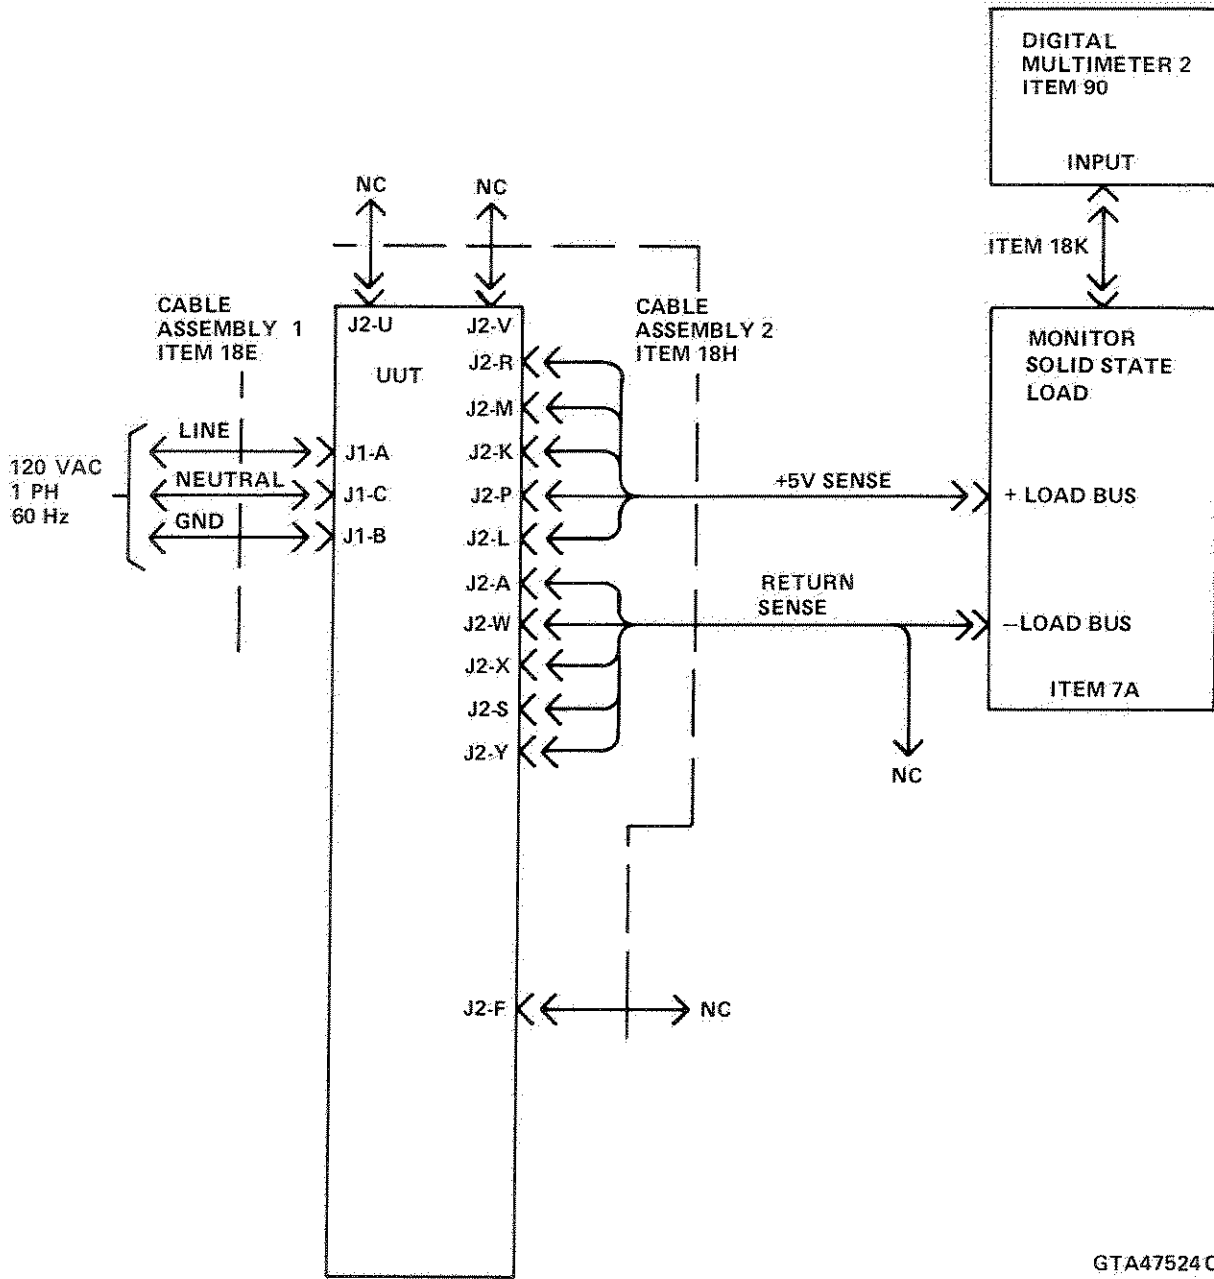 DIGITAL
MULTIMETER 2
ITEM 90
INPUT
NC
NC
ITEM 18K
CABLE
ASSEMBLY 1
ITEM 18E
J2-U
J2-V
CABLE
ASSEMBLY 2
ITEM 18H
MONITOR
SOLID STATE
LOAD
UUT
J2-R
J2-M
LINE
J1-A
J2-K
120 VAC
1 PH
60 Hz
NEUTRAL
J1-C
J2-P
+5V SENSE
+ LOAD BUS
GND
J1-B
J2-L
J2-A
RETURN
SENSE
J2-W
–LOAD BUS
J2-X
ITEM 7A
J2-S
J2-Y
NC
J2-F
NC
GTA47524C